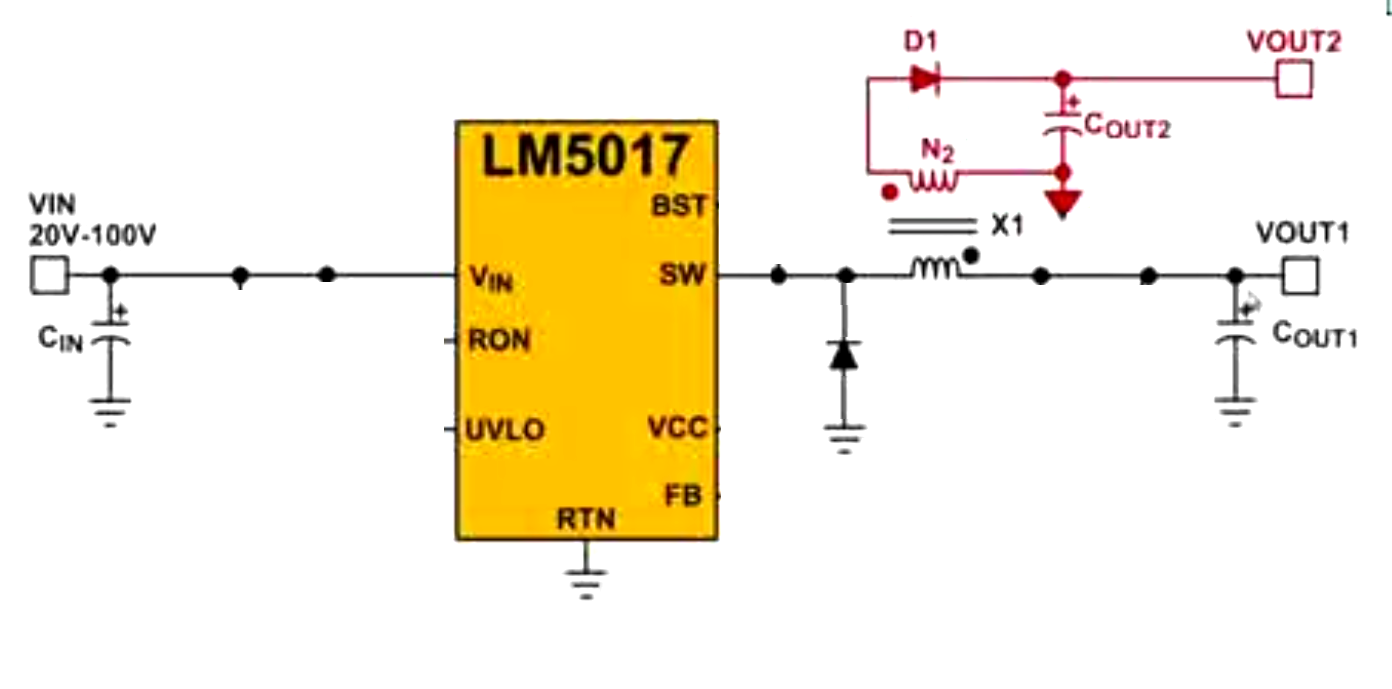 D1
VOUT2
+
COUT2
N2
LM5017
VIN
20V-100V
BST
X1
VOUT1
VIN
SW
+
CIN
RON
+
COUT1
UVLO
VCC
FB
RTN